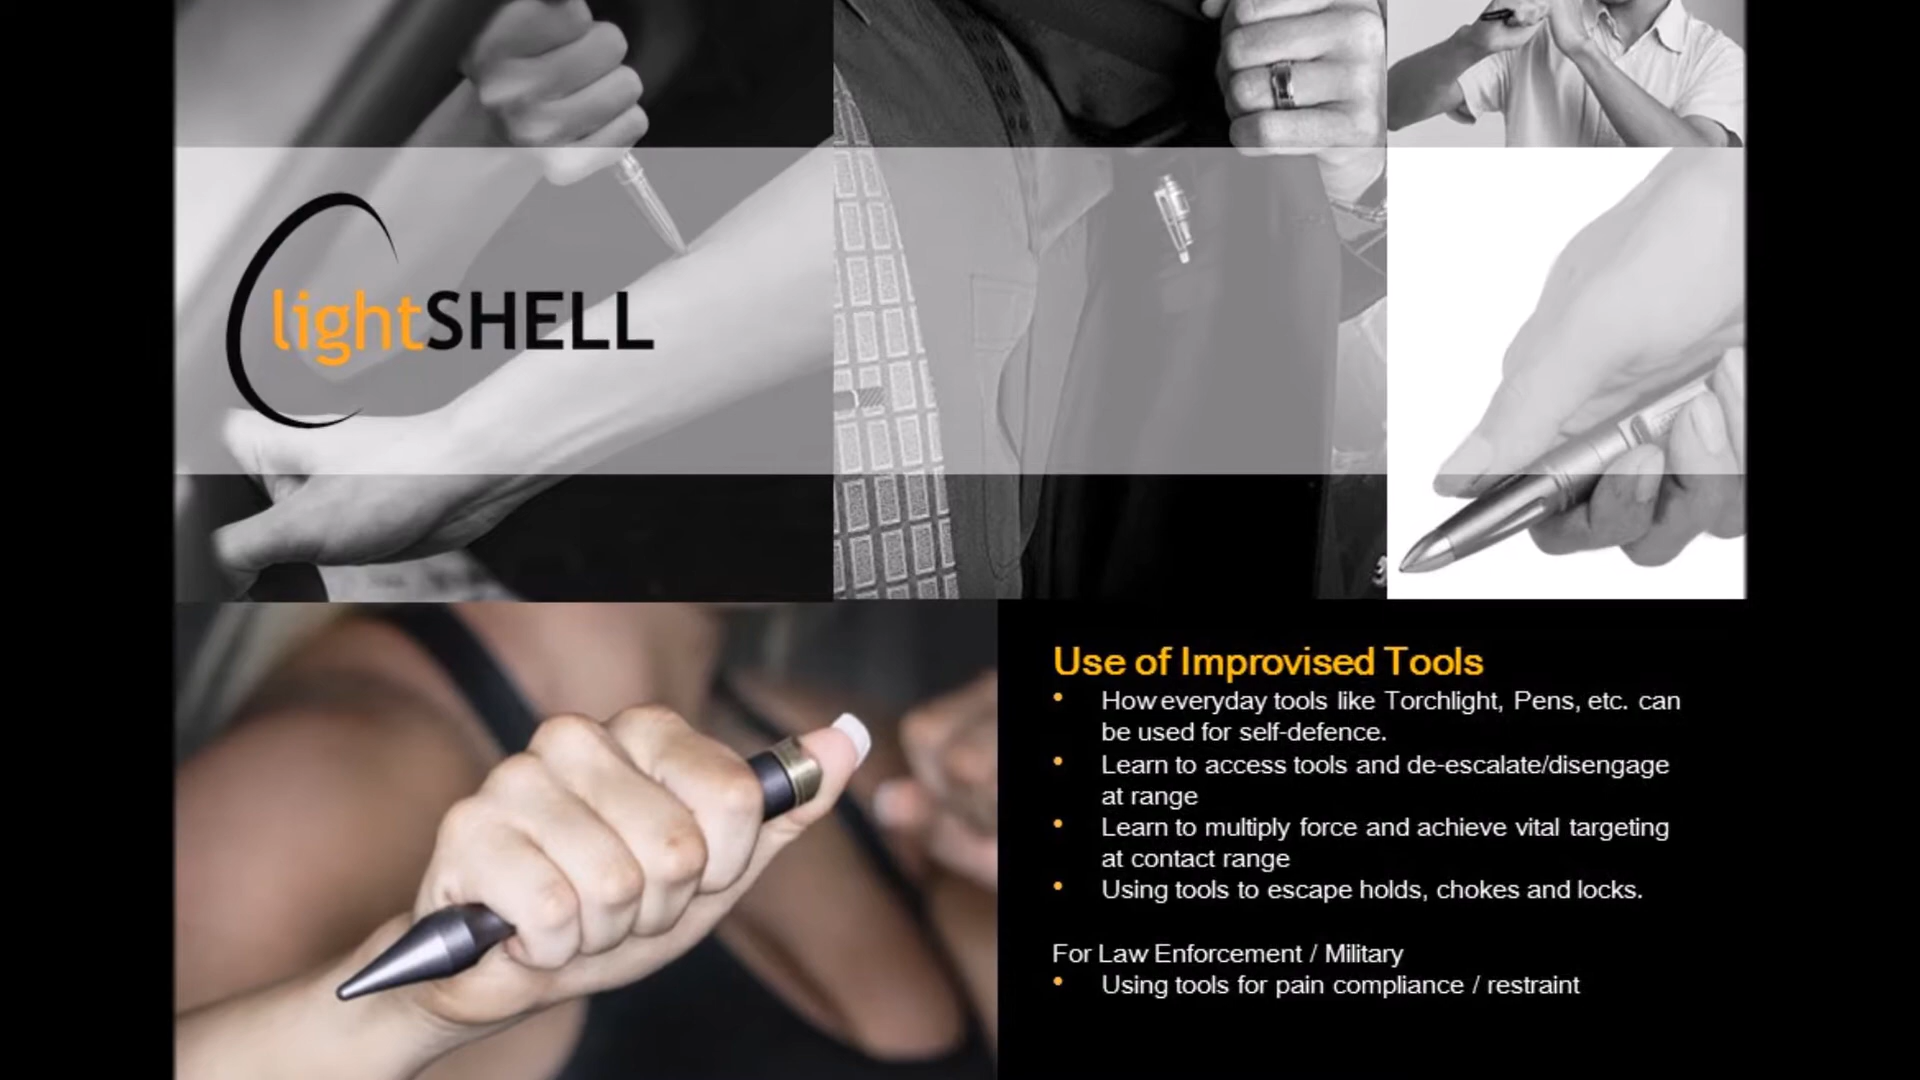 lightSHELL
Use of Improvised Tools
• How everyday tools like Torchlight, Pens, etc. can
be used for self-defence.
• Learn to access tools and de-escalate/disengage
at range
• Learn to multiply force and achieve vital targeting
at contact range
• Using tools to escape holds, chokes and locks.
For Law Enforcement / Military
• Using tools for pain compliance / restraint